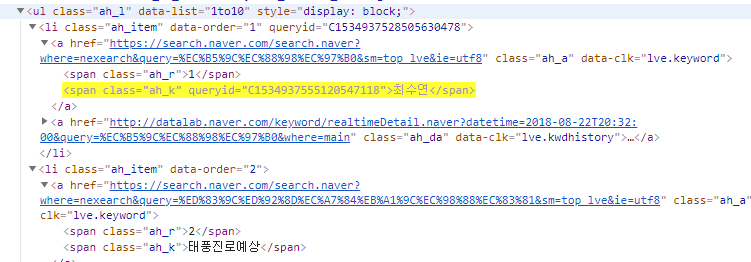 ▼<ul class="ah_l" data-list="1to10" style="display: block;">
▼<li class="ah_item" data-order="1" queryid="C1534937528505630478">
▼<a href="https://search.naver.com/search.naver?
where=nexearch&query=%EC%B5%9C%EC%88%98%EC%97%B0&sm=top_lve&ie=utf8" class="ah_a" data-clk="lve.keyword">
<span class="ah_r">1</span>
<span class="ah_k" queryid="C1534937555120547118">최수연</span>
</a>
▶<a href="http://datalab.naver.com/keyword/realtimeDetail.naver?datetime=2018-08-22T20:32:
00&query=%EC%B5%9C%EC%88%98%EC%97%B0&where=main" class="ah_da" data-clk="lve.kwdhistory">…</a>
</li>
▼<li class="ah_item" data-order="2">
▼<a href="https://search.naver.com/search.naver?
where=nexearch&query=%ED%83%9C%ED%92%8D%EC%A7%84%EB%A1%9C%EC%98%88%EC%83%81&sm=top_lve&ie=utf8" class="ah_a"
clk="lve.keyword">
<span class="ah_r">2</span>
<span class="ah_k">태풍진로예상</span>